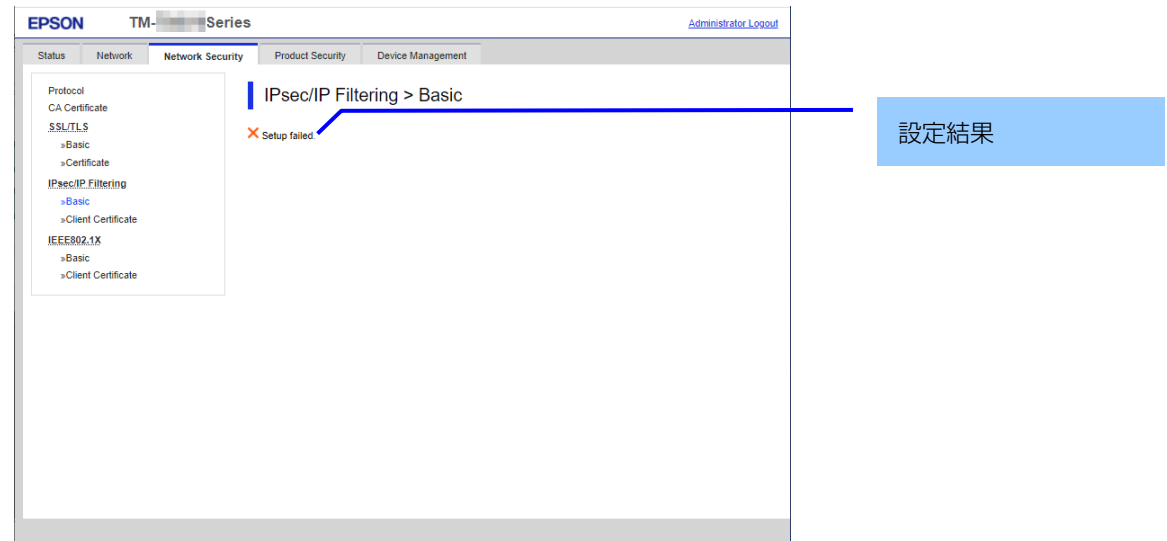 EPSON TM- Series Administrator Logout
Status Network Network Security Product Security Device Management
Protocol
CA Certificate
SSL/TLS
»Basic
»Certificate
IPsec/IP Filtering
»Basic
»Client Certificate
IEEE802.1X
»Basic
»Client Certificate
IPsec/IP Filtering > Basic
Setup failed.
設定結果